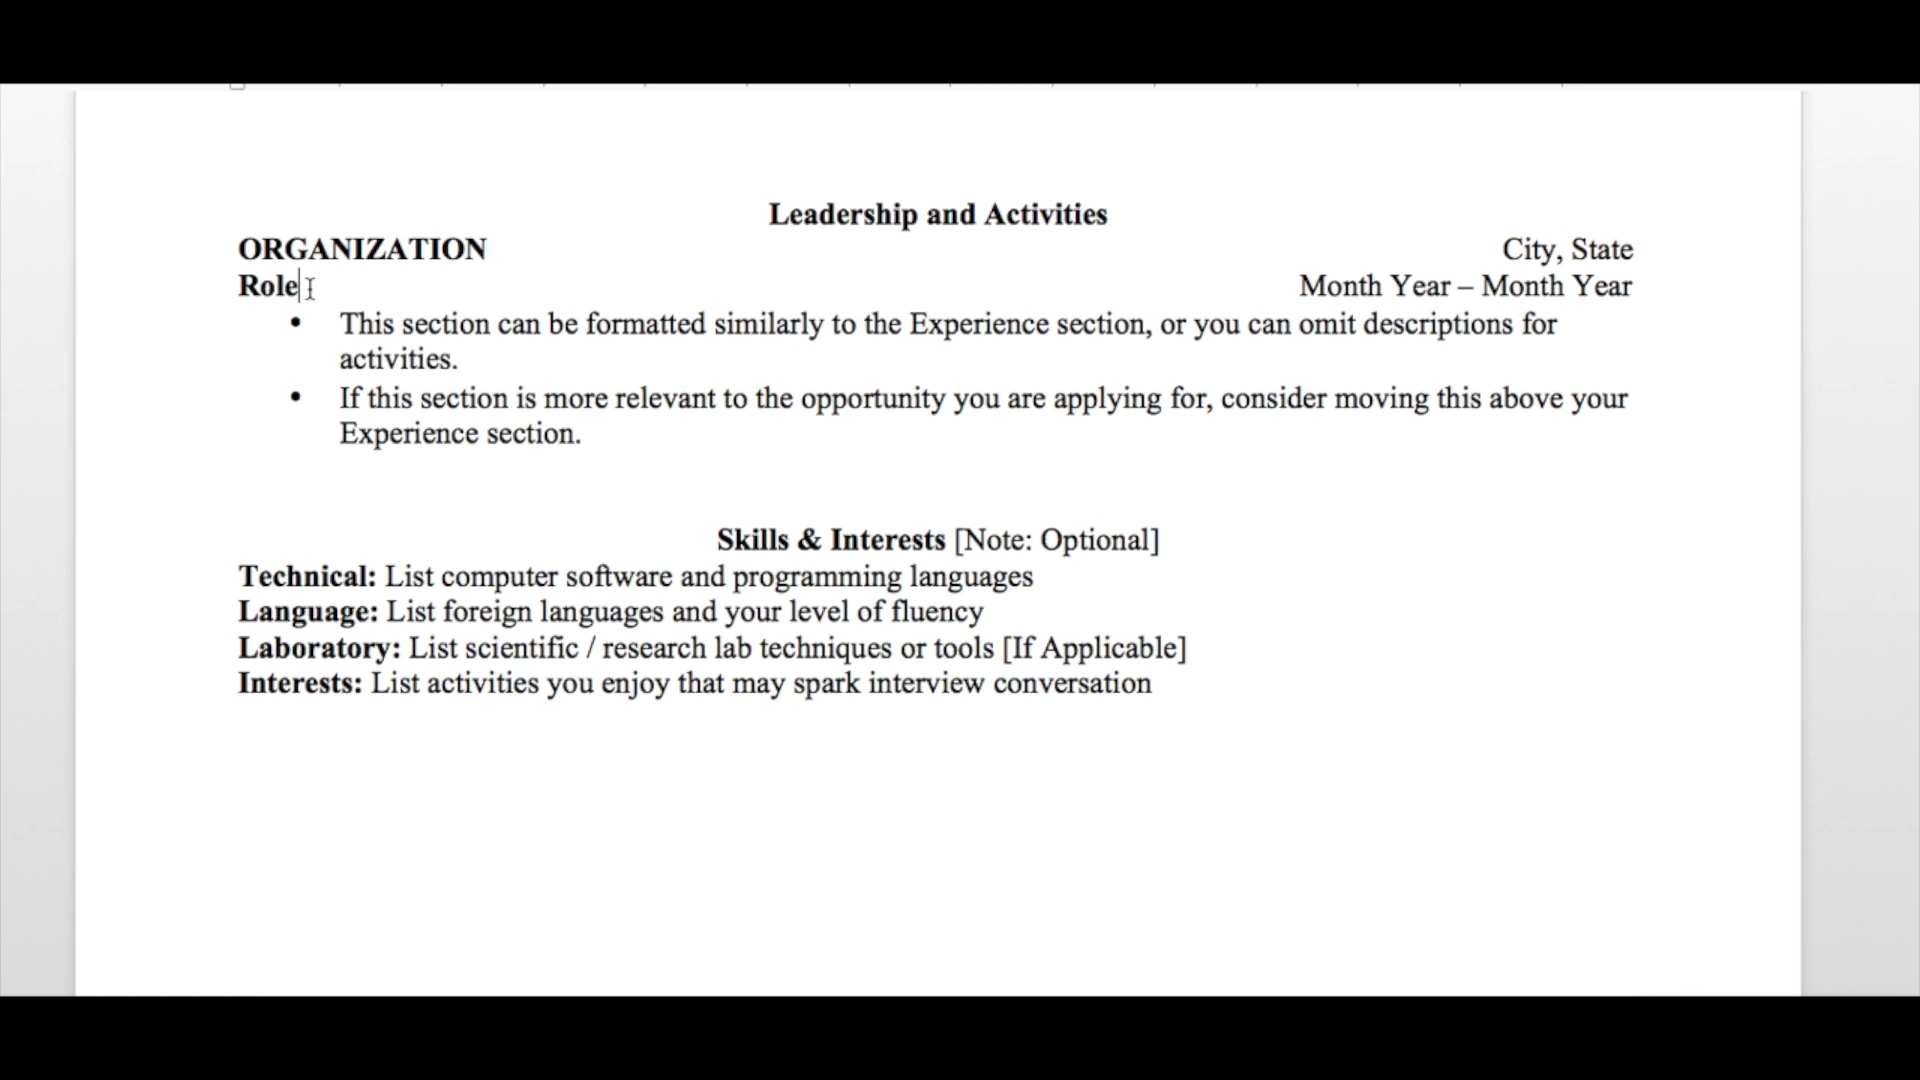 Leadership and Activities
ORGANIZATION City, State
Role Month Year – Month Year
• This section can be formatted similarly to the Experience section, or you can omit descriptions for
activities.
• If this section is more relevant to the opportunity you are applying for, consider moving this above your
Experience section.
Skills & Interests [Note: Optional]
Technical: List computer software and programming languages
Language: List foreign languages and your level of fluency
Laboratory: List scientific / research lab techniques or tools [If Applicable]
Interests: List activities you enjoy that may spark interview conversation